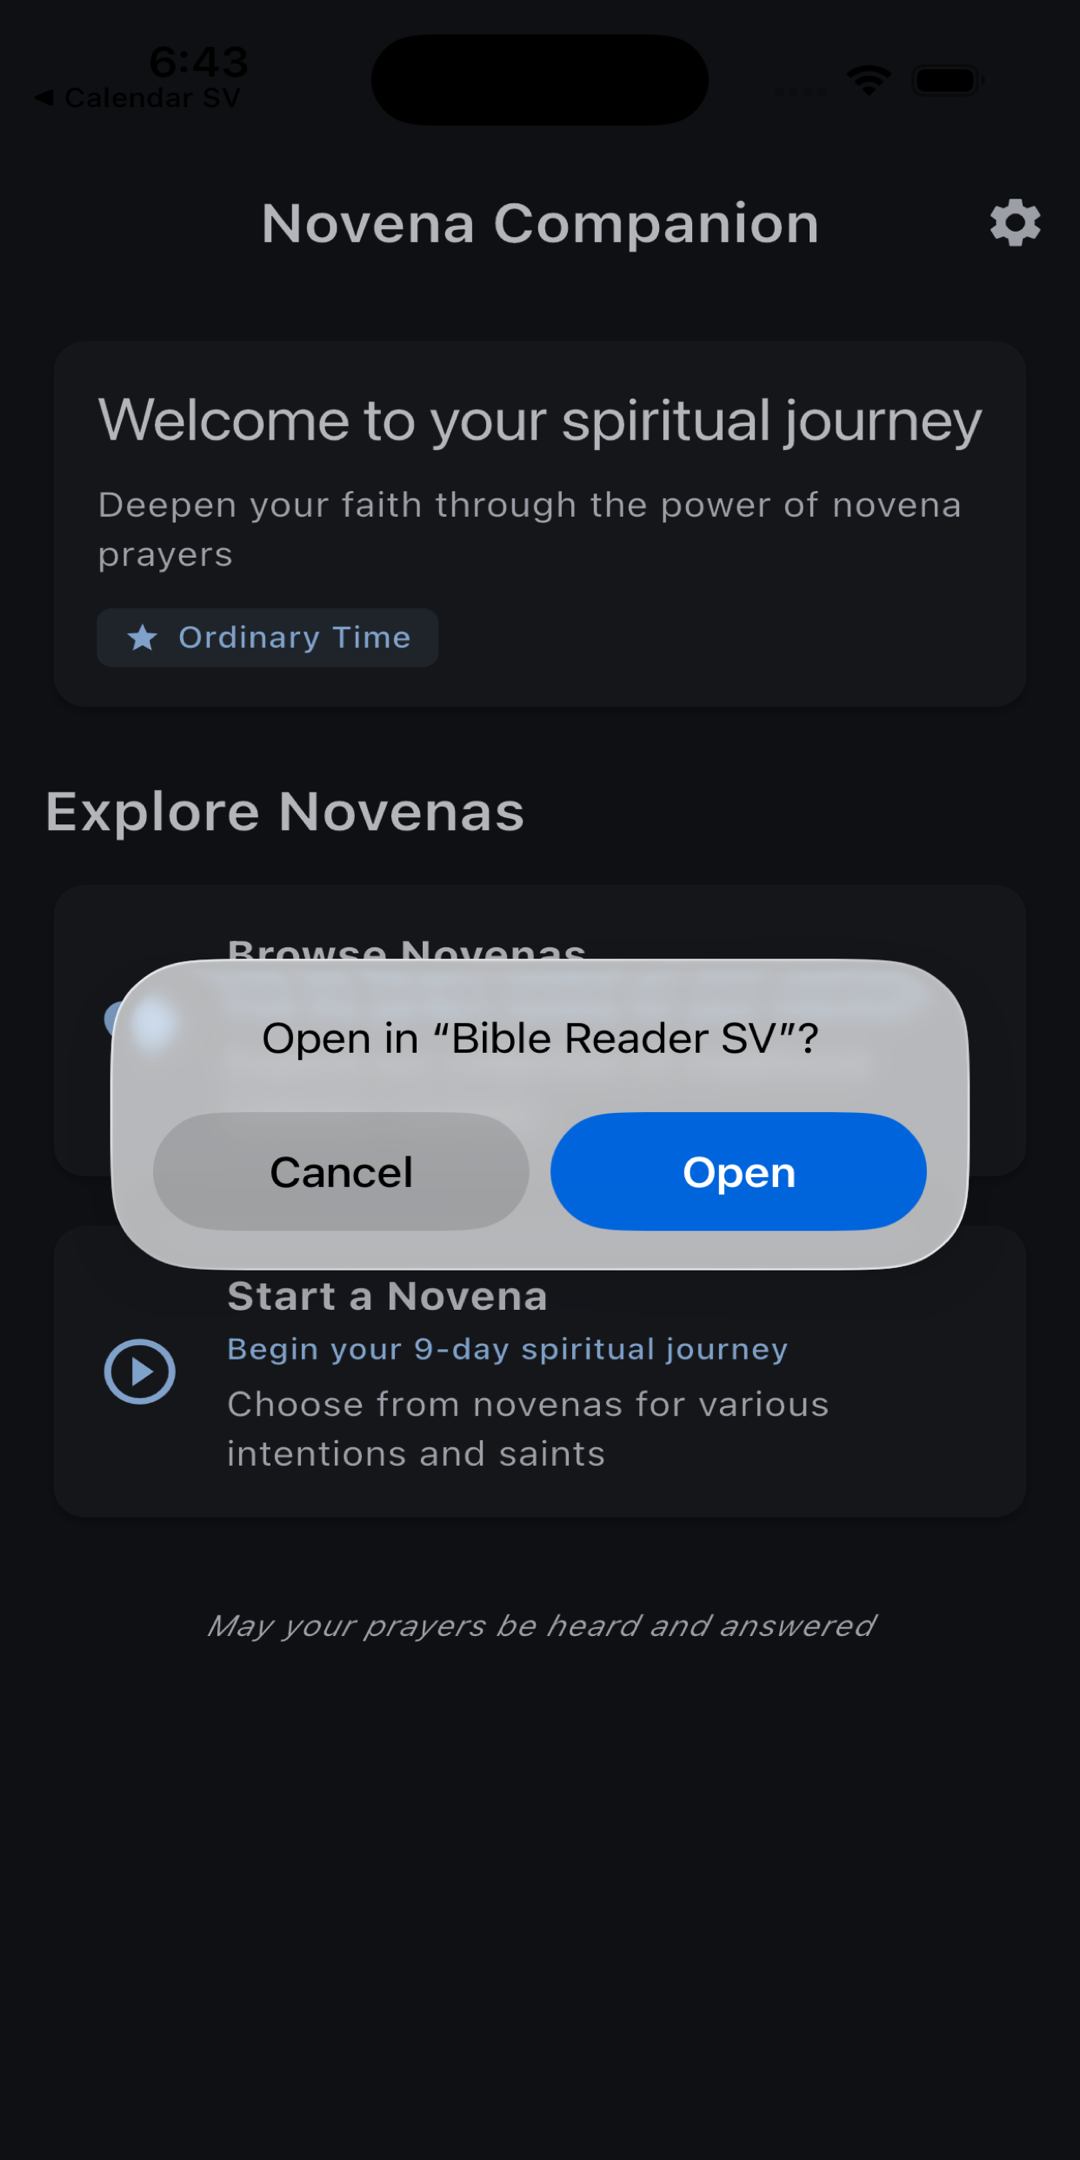 6:43
◀ Calendar SV
Novena Companion
Welcome to your spiritual journey
Deepen your faith through the power of novena
prayers
Ordinary Time
Explore Novenas
Browse Novenas
Open in “Bible Reader SV”?
Cancel
Open
Start a Novena
Begin your 9-day spiritual journey
Choose from novenas for various
intentions and saints
May your prayers be heard and answered